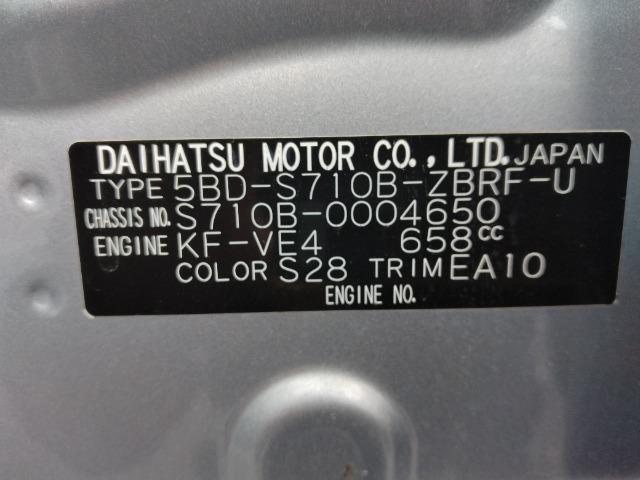 DAIHATSU MOTOR CO., LTD. JAPAN
TYPE 5BD-S710B-ZBRF-U
CHASSIS NO. S710B-0004650
ENGINE KF-VE4 658cc
COLOR S28 TRIM EA10
ENGINE NO.